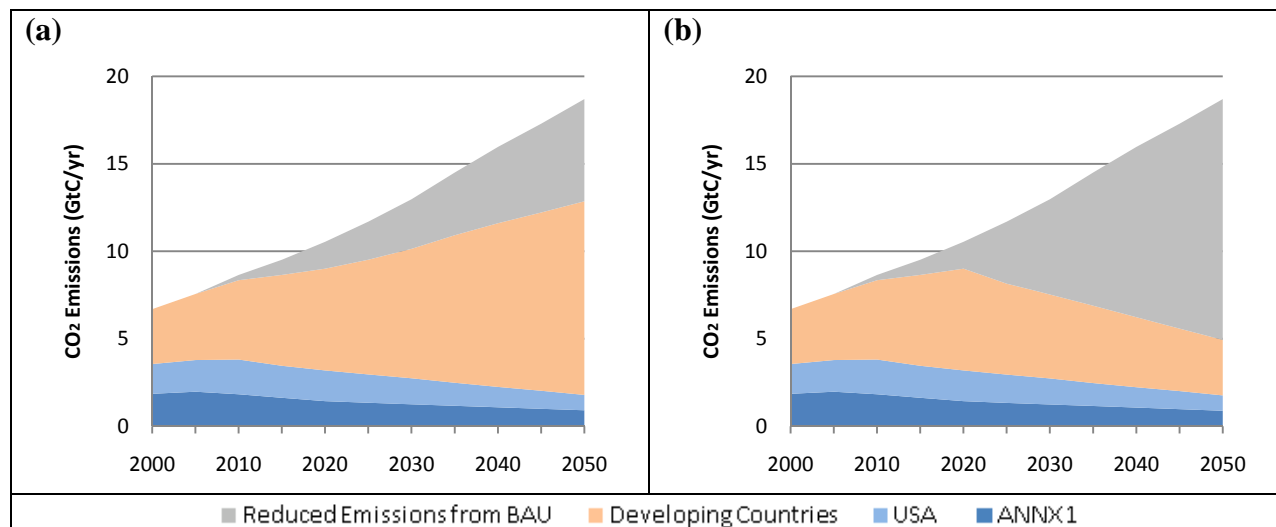 (a)
20
15
10
5
0
CO2 Emissions (GtC/yr)
2000 2010 2020 2030 2040 2050
(b)
20
15
10
5
0
CO2 Emissions (GtC/yr)
2000 2010 2020 2030 2040 2050
Reduced Emissions from BAU Developing Countries USA ANNX1